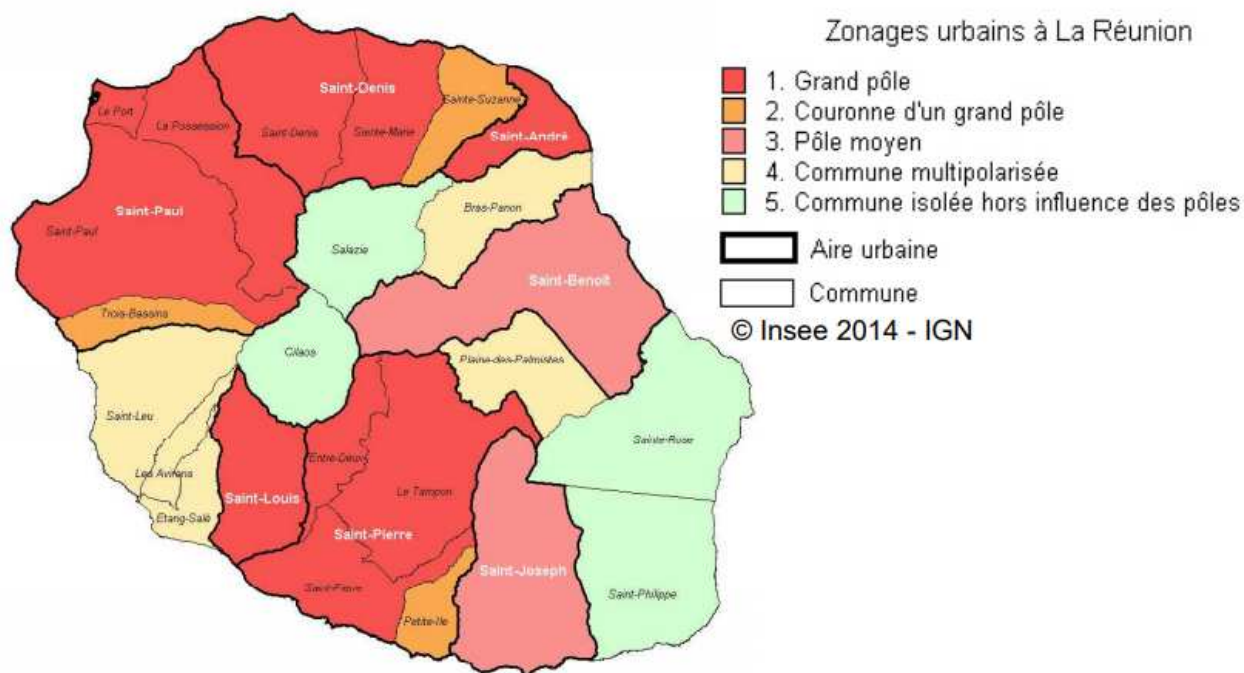 Zonages urbains à La Réunion
1. Grand pôle
2. Couronne d'un grand pôle
3. Pôle moyen
4. Commune multipolarisée
5. Commune isolée hors influence des pôles
Aire urbaine
Commune
© Insee 2014 - IGN
Saint-Denis
Sainte-Suzanne
Le Port
La Possession
Saint-Denis
Sainte-Marie
Saint-André
Saint-Paul
Saint-Paul
Bras-Panon
Salazie
Saint-Benoît
Trois-Bassins
Cilaos
Plaine-des-Palmistes
Saint-Leu
Sainte-Rose
Entre-Deux
Les Avirons
Le Tampon
Saint-Louis
Etang-Salé
Saint-Pierre
Saint-Joseph
Saint-Pierre
Saint-Philippe
Petite-Ile